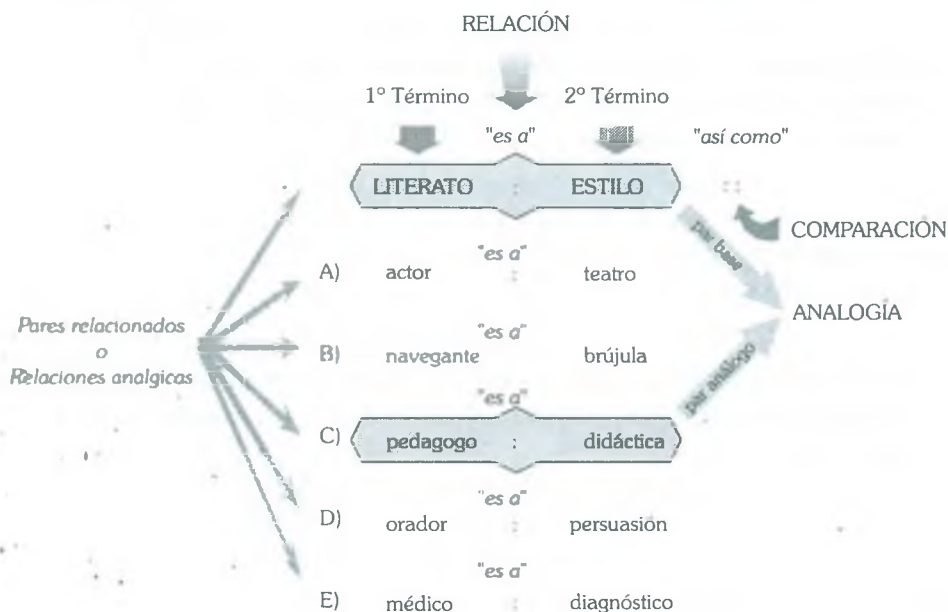 RELACIÓN
1° Término
2° Término
"es a"
"así como"
LITERATO : ESTILO ::
COMPARACIÓN
par base
"es a"
A) actor : teatro
ANALOGÍA
Pares relacionados
o
Relaciones analgicas
"es a"
B) navegante : brújula
par análogo
"es a"
C) pedagogo : didáctica
"es a"
D) orador : persuasión
"es a"
E) médico : diagnóstico